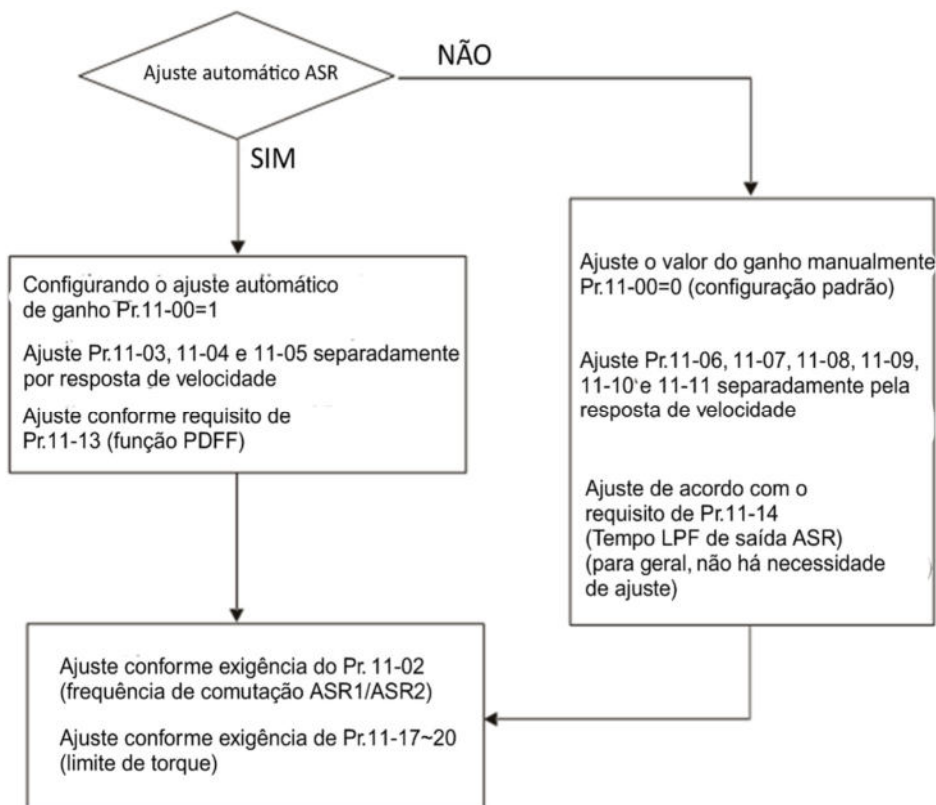 Ajuste automático ASR
NÃO
SIM
Configurando o ajuste automático
de ganho Pr.11-00=1
Ajuste Pr.11-03, 11-04 e 11-05 separadamente
por resposta de velocidade
Ajuste conforme requisito de
Pr.11-13 (função PDFF)
Ajuste o valor do ganho manualmente
Pr.11-00=0 (configuração padrão)
Ajuste Pr.11-06, 11-07, 11-08, 11-09,
11-10 e 11-11 separadamente pela
resposta de velocidade
Ajuste de acordo com o
requisito de Pr.11-14
(Tempo LPF de saída ASR)
(para geral, não há necessidade
de ajuste)
Ajuste conforme exigência do Pr. 11-02
(frequência de comutação ASR1/ASR2)
Ajuste conforme exigência de Pr.11-17~20
(limite de torque)